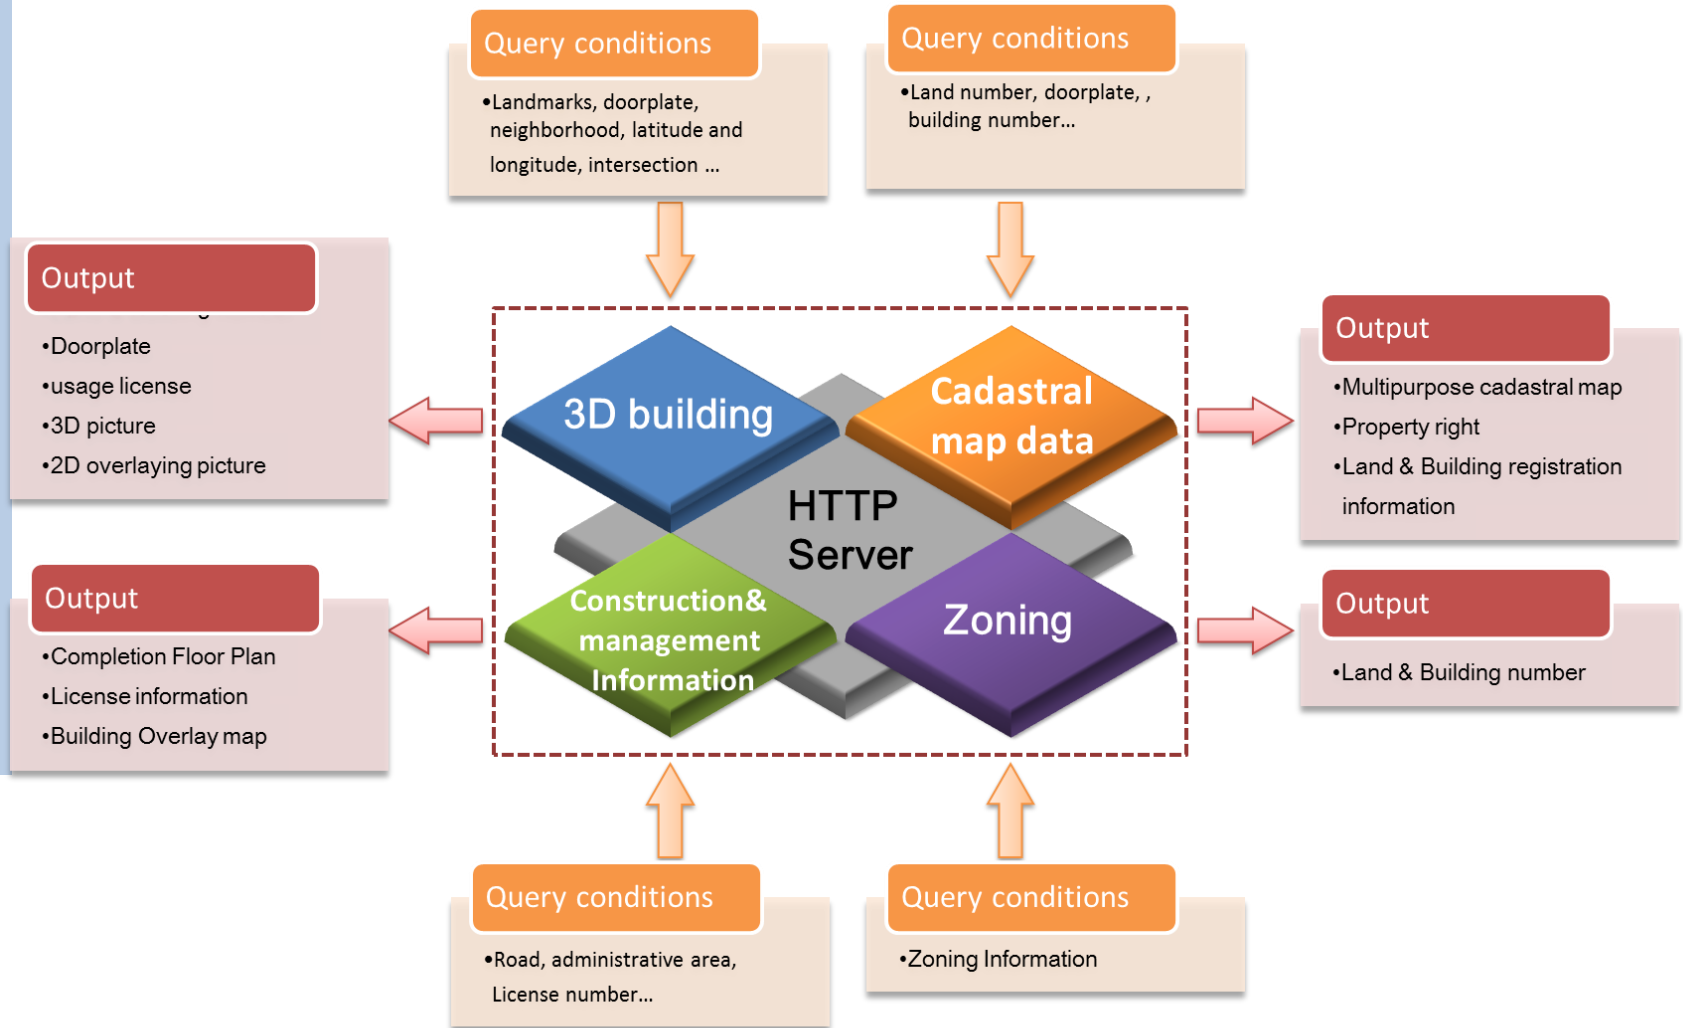 Query conditions
•Landmarks, doorplate,
neighborhood, latitude and
longitude, intersection ...
Query conditions
•Land number, doorplate, ,
building number...
Output
•Doorplate
•usage license
•3D picture
•2D overlaying picture
Output
•Completion Floor Plan
•License information
•Building Overlay map
3D building
Cadastral
map data
HTTP
Server
Construction&
management
Information
Zoning
Output
•Multipurpose cadastral map
•Property right
•Land & Building registration
information
Output
•Land & Building number
Query conditions
•Road, administrative area,
License number...
Query conditions
•Zoning Information